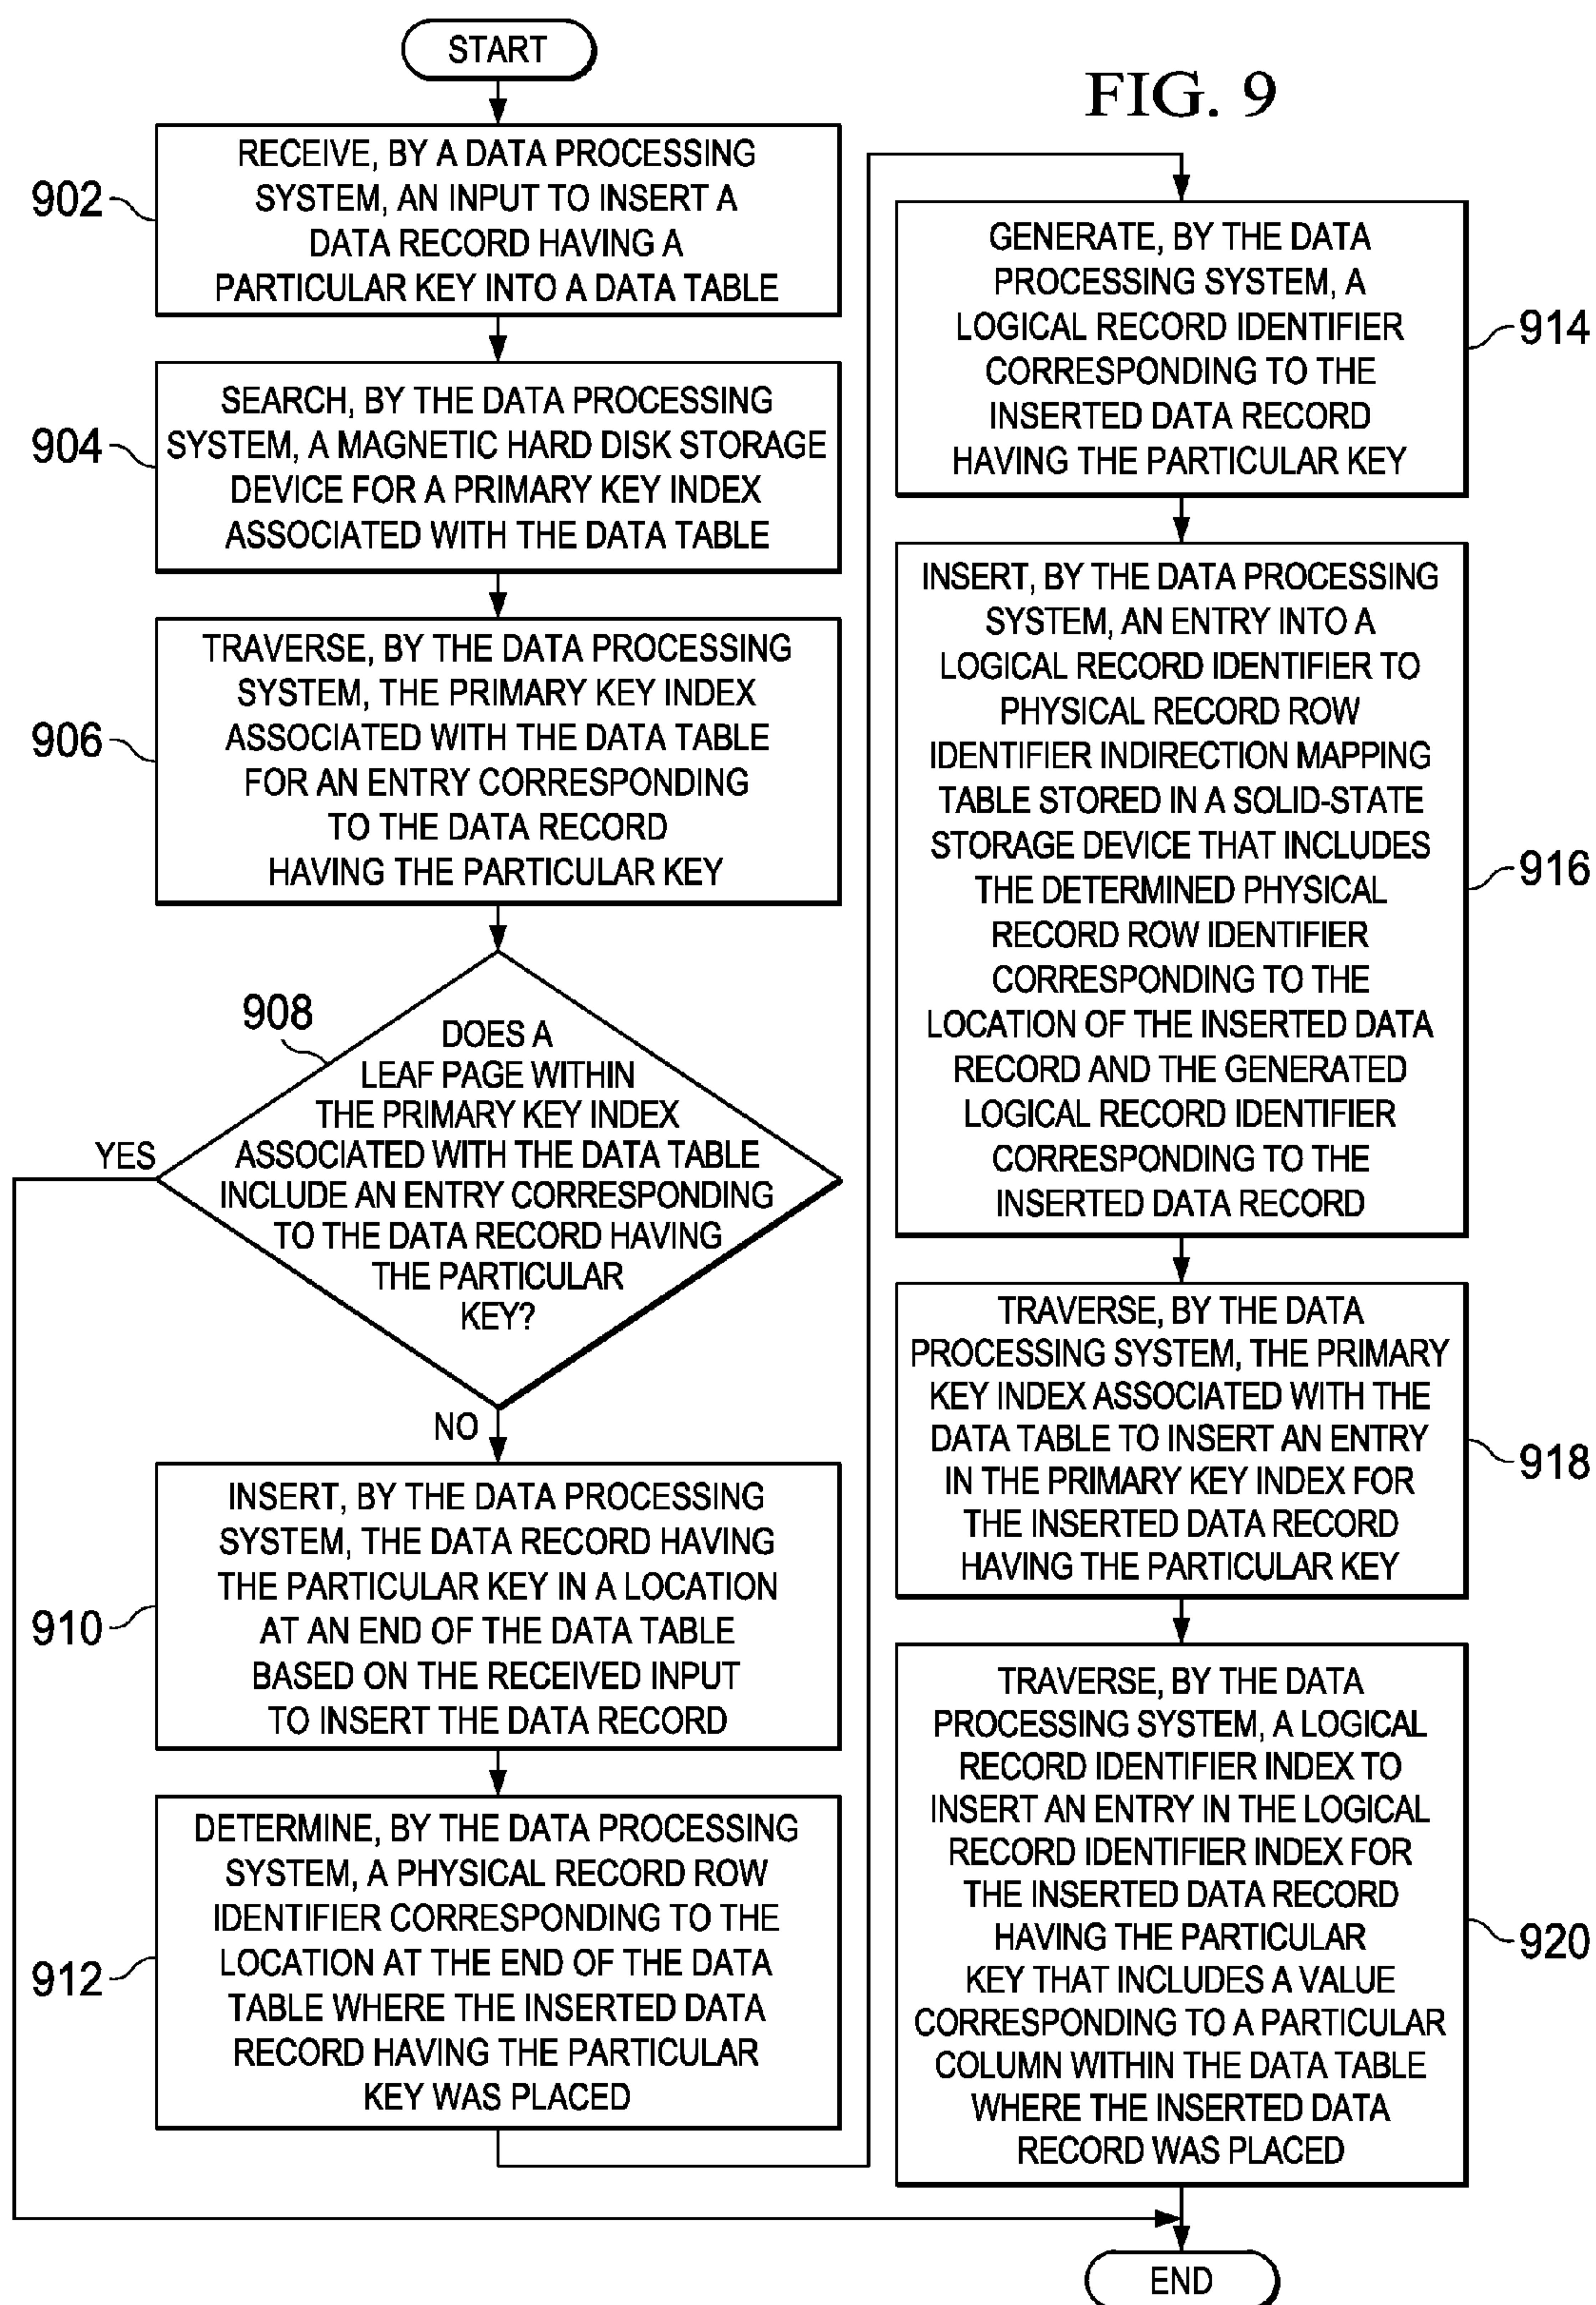 START
FIG. 9
902
RECEIVE, BY A DATA PROCESSING
SYSTEM, AN INPUT TO INSERT A
DATA RECORD HAVING A
PARTICULAR KEY INTO A DATA TABLE
904
SEARCH, BY THE DATA PROCESSING
SYSTEM, A MAGNETIC HARD DISK STORAGE
DEVICE FOR A PRIMARY KEY INDEX
ASSOCIATED WITH THE DATA TABLE
906
TRAVERSE, BY THE DATA PROCESSING
SYSTEM, THE PRIMARY KEY INDEX
ASSOCIATED WITH THE DATA TABLE
FOR AN ENTRY CORRESPONDING
TO THE DATA RECORD
HAVING THE PARTICULAR KEY
908
DOES A
LEAF PAGE WITHIN
THE PRIMARY KEY INDEX
ASSOCIATED WITH THE DATA TABLE
INCLUDE AN ENTRY CORRESPONDING
TO THE DATA RECORD HAVING
THE PARTICULAR
KEY?
YES
NO
910
INSERT, BY THE DATA PROCESSING
SYSTEM, THE DATA RECORD HAVING
THE PARTICULAR KEY IN A LOCATION
AT AN END OF THE DATA TABLE
BASED ON THE RECEIVED INPUT
TO INSERT THE DATA RECORD
912
DETERMINE, BY THE DATA PROCESSING
SYSTEM, A PHYSICAL RECORD ROW
IDENTIFIER CORRESPONDING TO THE
LOCATION AT THE END OF THE DATA
TABLE WHERE THE INSERTED DATA
RECORD HAVING THE PARTICULAR
KEY WAS PLACED
GENERATE, BY THE DATA
PROCESSING SYSTEM, A
LOGICAL RECORD IDENTIFIER
CORRESPONDING TO THE
INSERTED DATA RECORD
HAVING THE PARTICULAR KEY
914
INSERT, BY THE DATA PROCESSING
SYSTEM, AN ENTRY INTO A
LOGICAL RECORD IDENTIFIER TO
PHYSICAL RECORD ROW
IDENTIFIER INDIRECTION MAPPING
TABLE STORED IN A SOLID-STATE
STORAGE DEVICE THAT INCLUDES
THE DETERMINED PHYSICAL
RECORD ROW IDENTIFIER
CORRESPONDING TO THE
LOCATION OF THE INSERTED DATA
RECORD AND THE GENERATED
LOGICAL RECORD IDENTIFIER
CORRESPONDING TO THE
INSERTED DATA RECORD
916
TRAVERSE, BY THE DATA
PROCESSING SYSTEM, THE PRIMARY
KEY INDEX ASSOCIATED WITH THE
DATA TABLE TO INSERT AN ENTRY
IN THE PRIMARY KEY INDEX FOR
THE INSERTED DATA RECORD
HAVING THE PARTICULAR KEY
918
TRAVERSE, BY THE DATA
PROCESSING SYSTEM, A LOGICAL
RECORD IDENTIFIER INDEX TO
INSERT AN ENTRY IN THE LOGICAL
RECORD IDENTIFIER INDEX FOR
THE INSERTED DATA RECORD
HAVING THE PARTICULAR
KEY THAT INCLUDES A VALUE
CORRESPONDING TO A PARTICULAR
COLUMN WITHIN THE DATA TABLE
WHERE THE INSERTED DATA
RECORD WAS PLACED
920
END